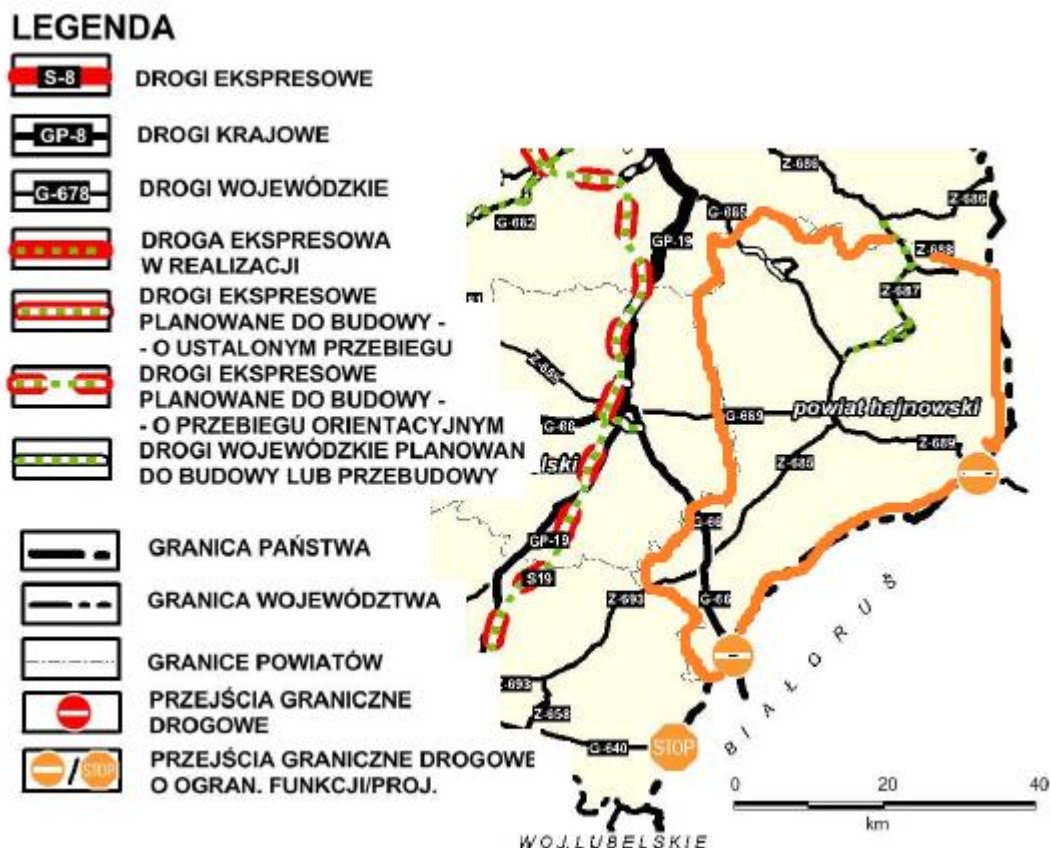 LEGENDA
S-8
DROGI EKSPRESOWE
GP-8
DROGI KRAJOWE
G-678
DROGI WOJEWÓDZKIE
DROGA EKSPRESOWA
W REALIZACJI
DROGI EKSPRESOWE
PLANOWANE DO BUDOWY -
- O USTALONYM PRZEBIEGU
DROGI EKSPRESOWE
PLANOWANE DO BUDOWY -
- O PRZEBIEGU ORIENTACYJNYM
DROGI WOJEWÓDZKIE PLANOWAN
DO BUDOWY LUB PRZEBUDOWY
GRANICA PAŃSTWA
GRANICA WOJEWÓDZTWA
GRANICE POWIATÓW
PRZEJŚCIA GRANICZNE
DROGOWE
/ STOP
PRZEJŚCIA GRANICZNE DROGOWE
O OGRAN. FUNKCJI/PROJ.
Z-686
Z-686
G-682
G-685
GP-19
Z-688
Z-687
G-66
G-689
powiat hajnowski
Z-689
lski
Z-685
G-66
GP-19
S19
Z-693
G-66
Z-693
Z-658
G-640
STOP
BIAŁORUŚ
0 20 40
km
WOJ.LUBELSKIE